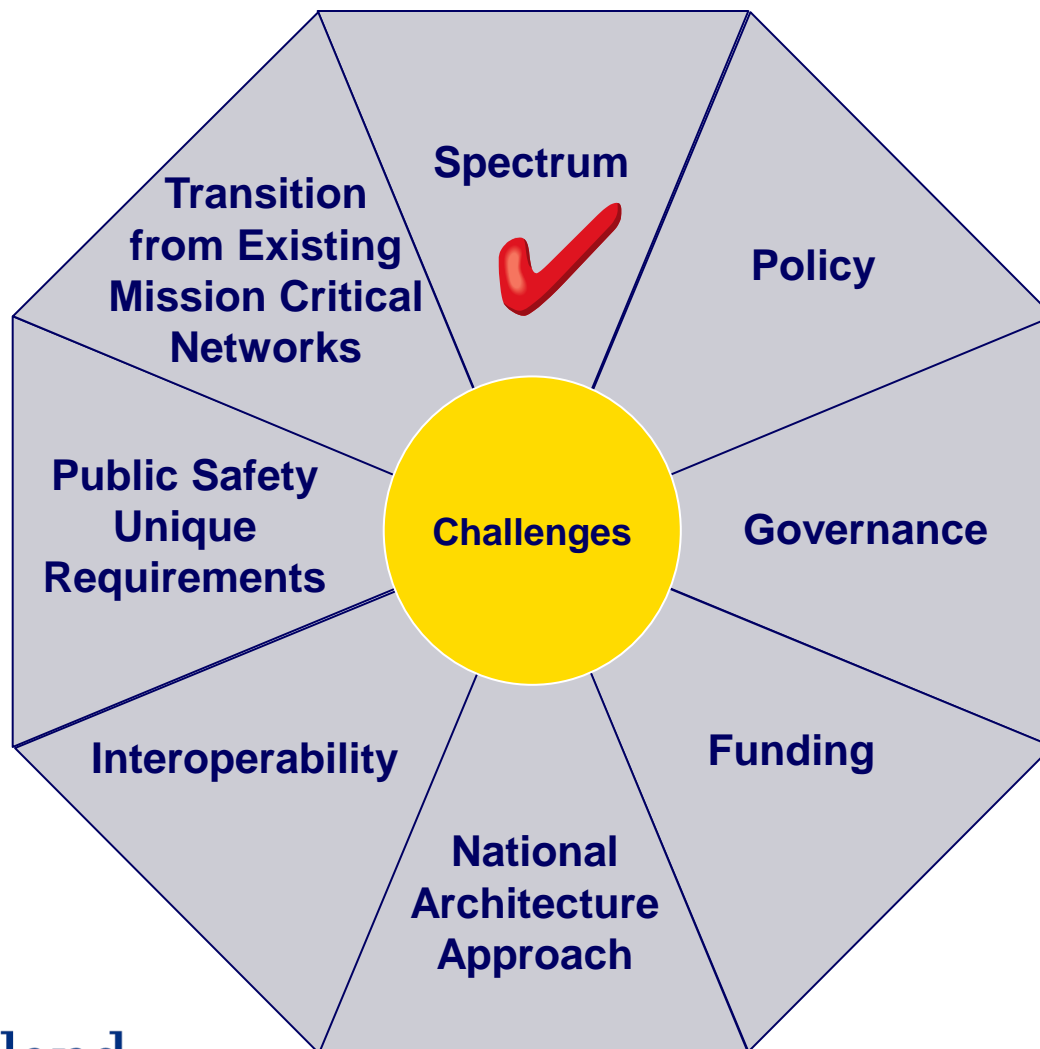 Spectrum
Policy
Governance
Funding
National
Architecture
Approach
Interoperability
Public Safety
Unique
Requirements
Transition
from Existing
Mission Critical
Networks
Challenges